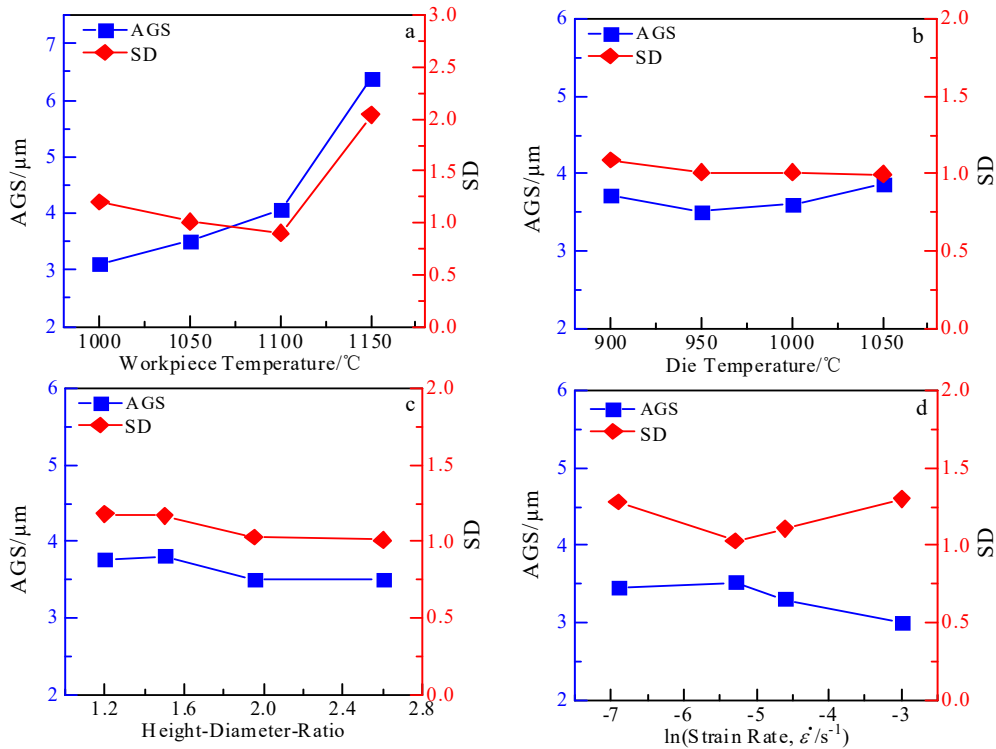 AGS
SD
a
7
6
5
4
3
2
3.0
2.5
2.0
1.5
1.0
0.5
0.0
AGS/μm
SD
1000 1050 1100 1150
Workpiece Temperature/℃
AGS
SD
b
6
5
4
3
2
2.0
1.5
1.0
0.5
0.0
AGS/μm
SD
900 950 1000 1050
Die Temperature/℃
AGS
SD
c
6
5
4
3
2
2.0
1.5
1.0
0.5
0.0
AGS/μm
SD
1.2 1.6 2.0 2.4 2.8
Height-Diameter-Ratio
AGS
SD
d
6
5
4
3
2
2.0
1.5
1.0
0.5
0.0
AGS/μm
SD
-7 -6 -5 -4 -3
ln(Strain Rate, ε̇/s⁻¹)